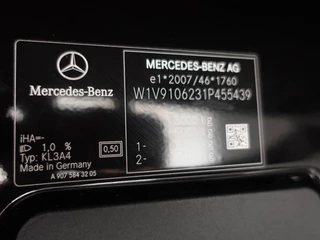 MERCEDES-BENZ AG
e1*2007/46*1760
W1V9106231P455439
Mercedes-Benz
iHA=-
1.0 %
0,50
Typ: KL3A4
Made in Germany
A 907 584 32 05
1-
2-